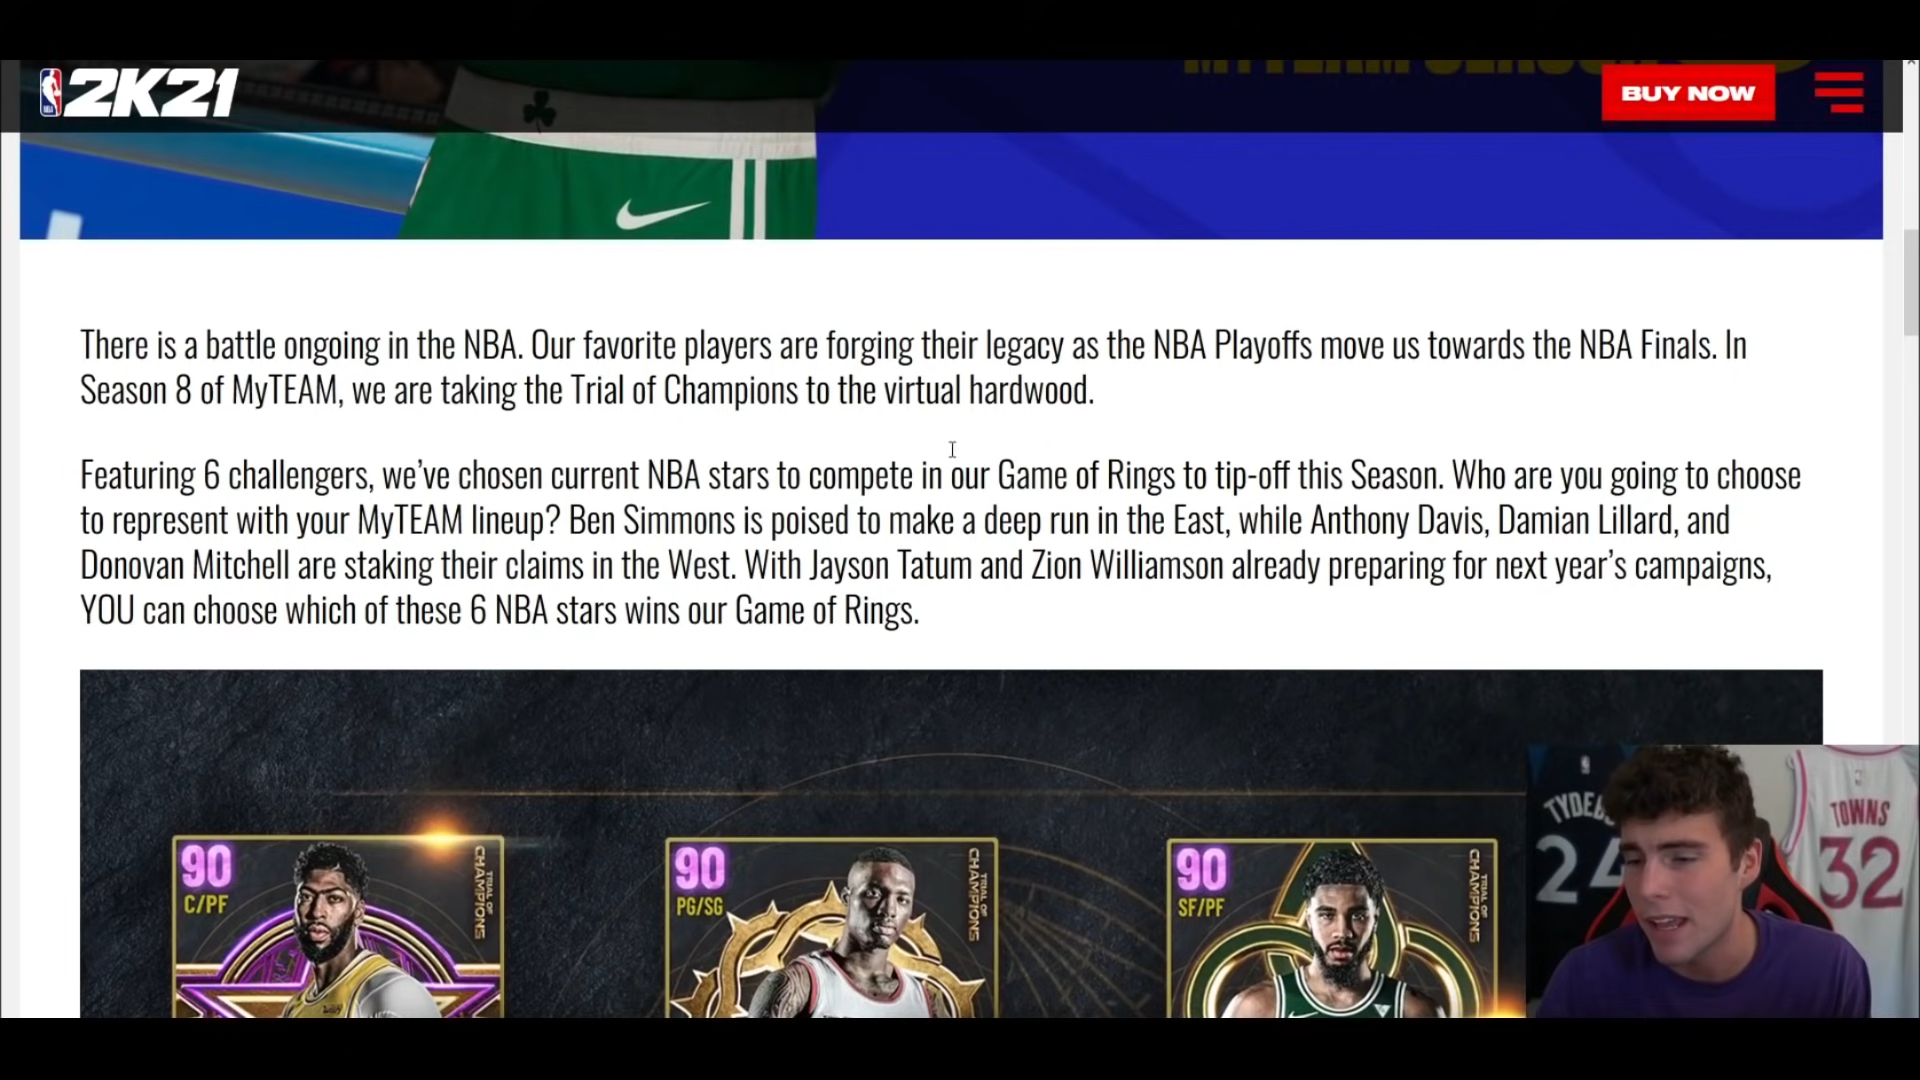 NBA 2K21
MYTEAM SEASON
BUY NOW
There is a battle ongoing in the NBA. Our favorite players are forging their legacy as the NBA Playoffs move us towards the NBA Finals. In
Season 8 of MyTEAM, we are taking the Trial of Champions to the virtual hardwood.
Featuring 6 challengers, we’ve chosen current NBA stars to compete in our Game of Rings to tip-off this Season. Who are you going to choose
to represent with your MyTEAM lineup? Ben Simmons is poised to make a deep run in the East, while Anthony Davis, Damian Lillard, and
Donovan Mitchell are staking their claims in the West. With Jayson Tatum and Zion Williamson already preparing for next year’s campaigns,
YOU can choose which of these 6 NBA stars wins our Game of Rings.
90
C/PF
TRIAL OF
CHAMPIONS
90
PG/SG
TRIAL OF
CHAMPIONS
90
SF/PF
TRIAL OF
CHAMPIONS
24
TOWNS
32